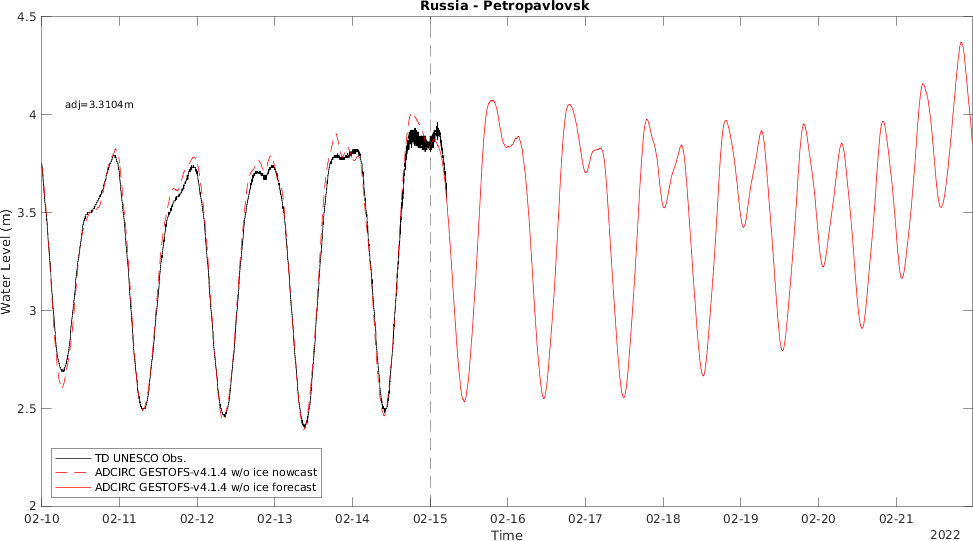 Russia - Petropavlovsk
4.5
4
3.5
3
2.5
2
Water Level (m)
adj=3.3104m
TD UNESCO Obs.
ADCIRC GESTOFS-v4.1.4 w/o ice nowcast
ADCIRC GESTOFS-v4.1.4 w/o ice forecast
02-10 02-11 02-12 02-13 02-14 02-15 02-16 02-17 02-18 02-19 02-20 02-21
Time
2022